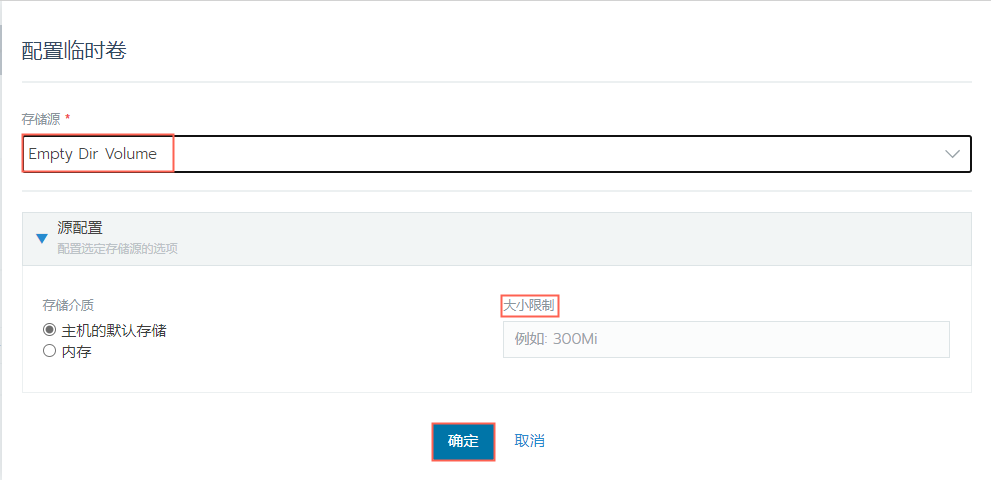 配置临时卷
存储源 *
Empty Dir Volume
源配置
配置选定存储源的选项
存储介质
大小限制
主机的默认存储
例如: 300Mi
内存
确定 取消